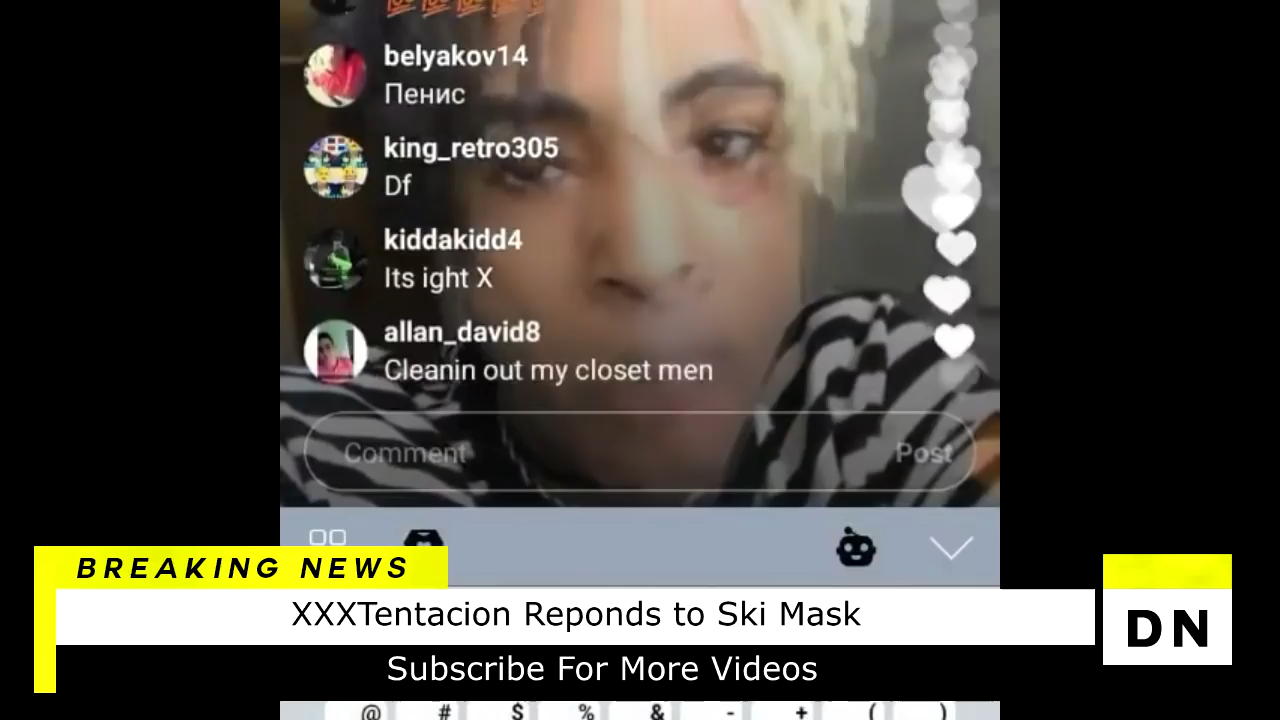 💯💯💯💯💯
belyakov14
Пенис
king_retro305
Df
kiddakidd4
Its ight X
allan_david8
Cleanin out my closet men
Comment
Post
BREAKING NEWS
XXXTentacion Reponds to Ski Mask
DN
Subscribe For More Videos
@ # $ % & - + ( )